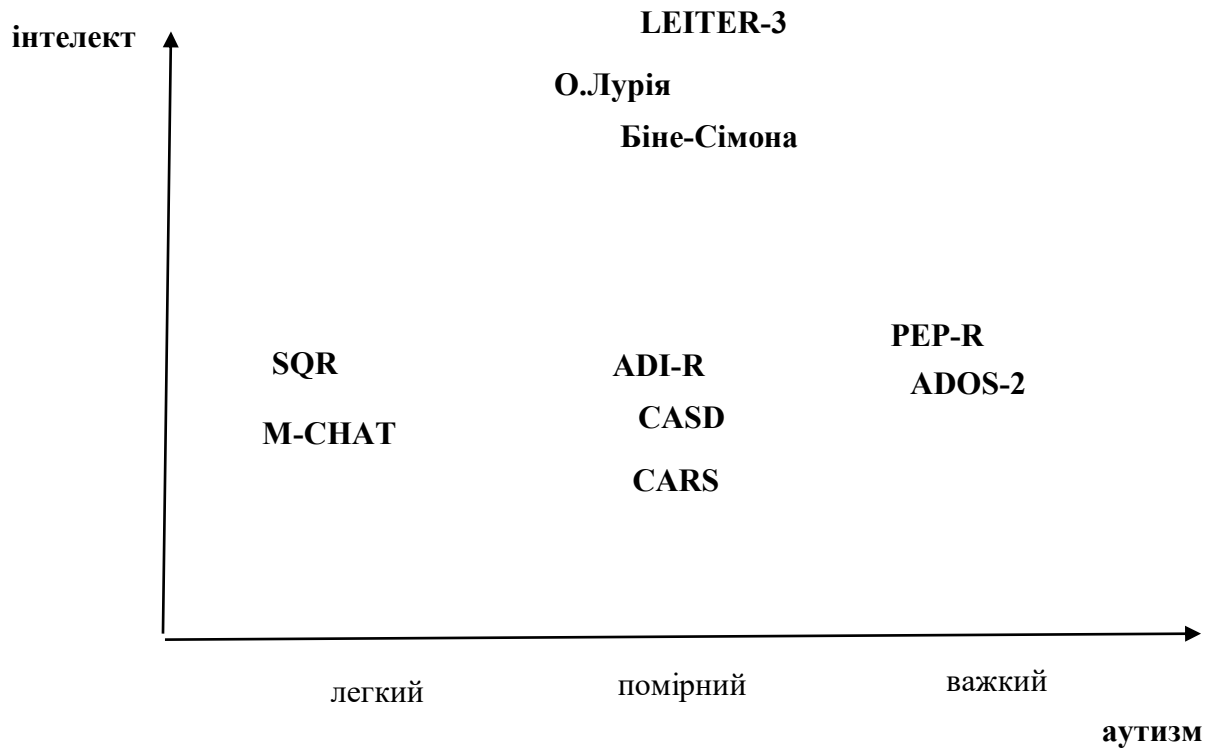 LEITER-3
інтелект
О.Лурія
Біне-Сімона
PEP-R
SQR
ADI-R
ADOS-2
CASD
M-CHAT
CARS
легкий
помірний
важкий
аутизм